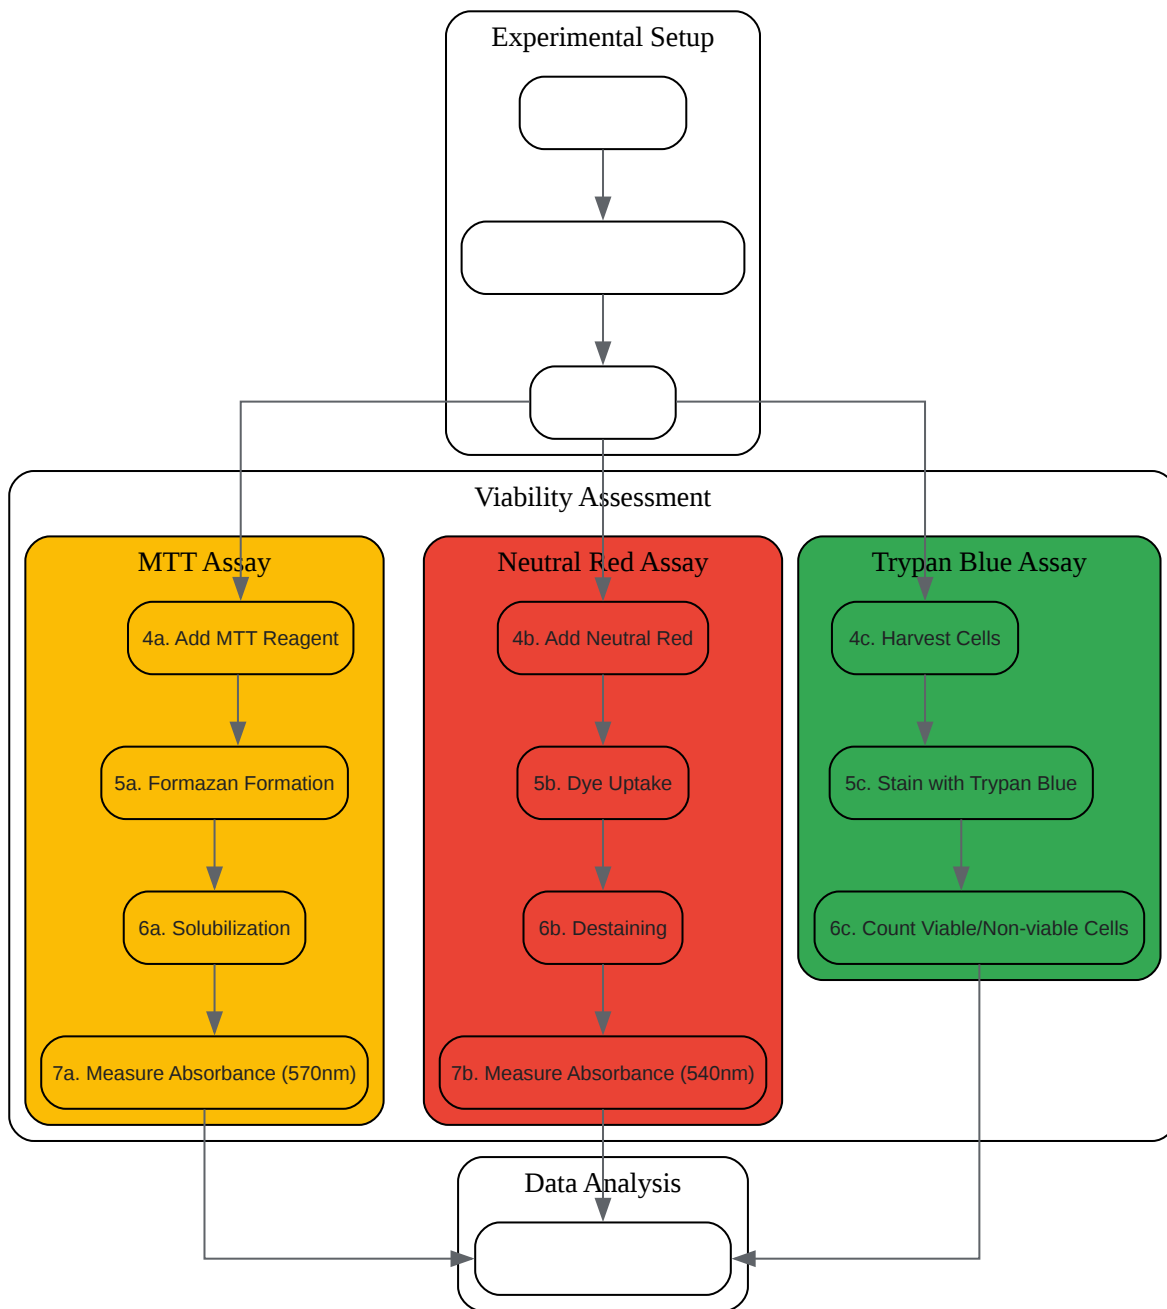 Experimental Setup
Viability Assessment
MTT Assay
4a. Add MTT Reagent
5a. Formazan Formation
6a. Solubilization
7a. Measure Absorbance (570nm)
Neutral Red Assay
4b. Add Neutral Red
5b. Dye Uptake
6b. Destaining
7b. Measure Absorbance (540nm)
Trypan Blue Assay
4c. Harvest Cells
5c. Stain with Trypan Blue
6c. Count Viable/Non-viable Cells
Data Analysis